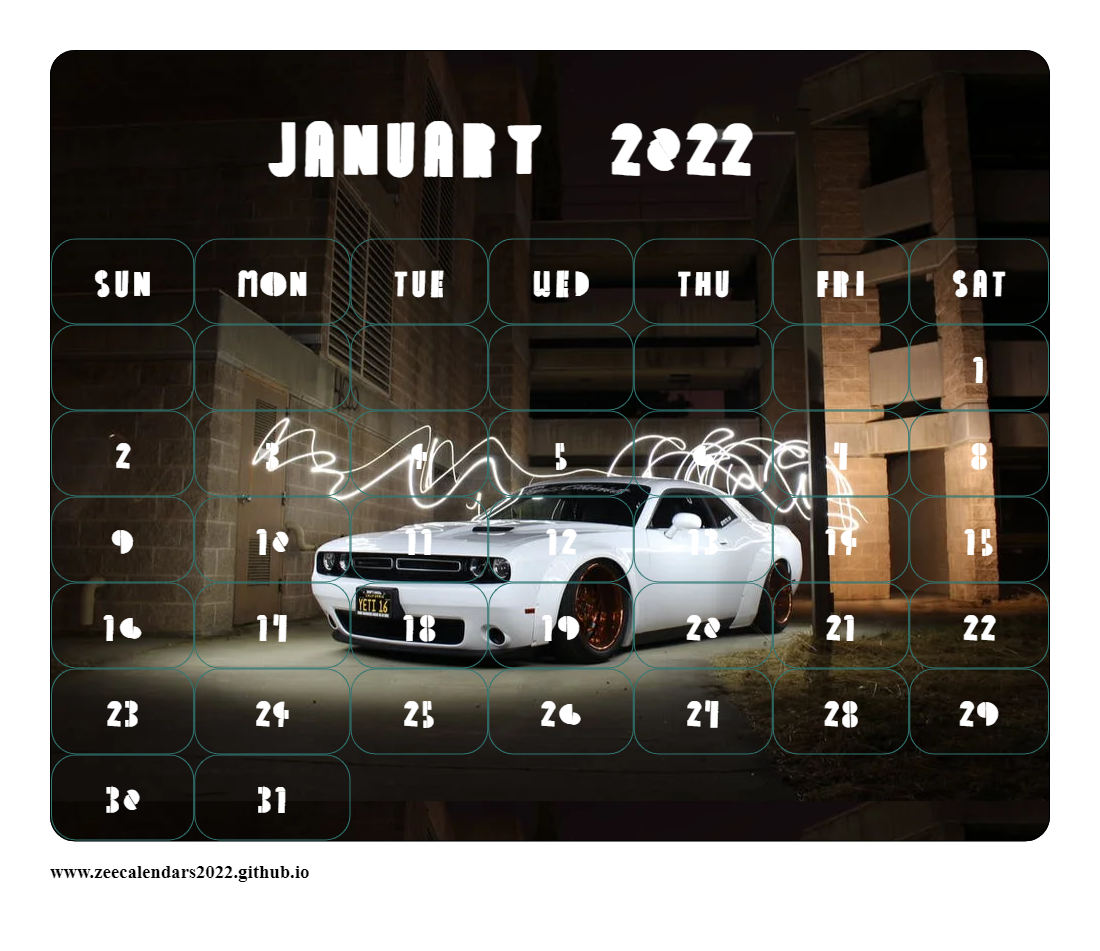 JANUARY 2022
SUN MON TUE WED THU FRI SAT
1
2 3 4 5 6 7 8
9 10 11 12 13 14 15
16 17 18 19 20 21 22
23 24 25 26 27 28 29
30 31
YETI 16
www.zeecalendars2022.github.io